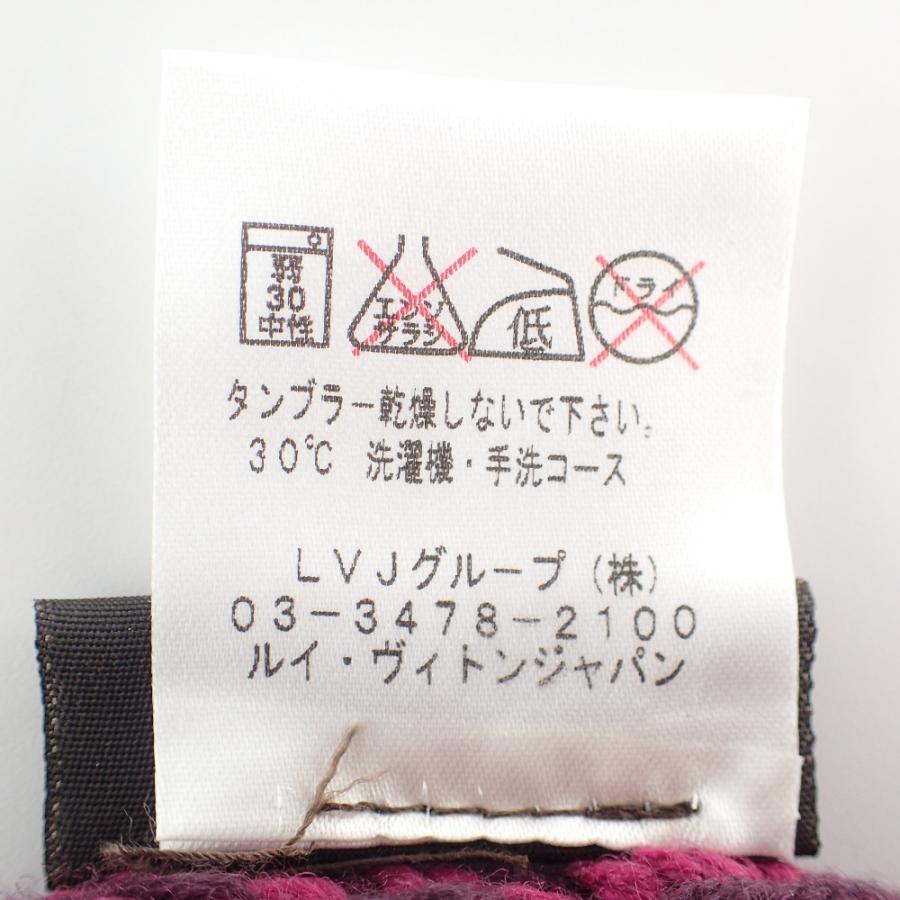 弱
30
中性
エンソ
サラシ
低
ドライ
タンブラー乾燥しないで下さい。
30℃ 洗濯機・手洗コース
LVJグループ(株)
03-3478-2100
ルイ・ヴィトンジャパン